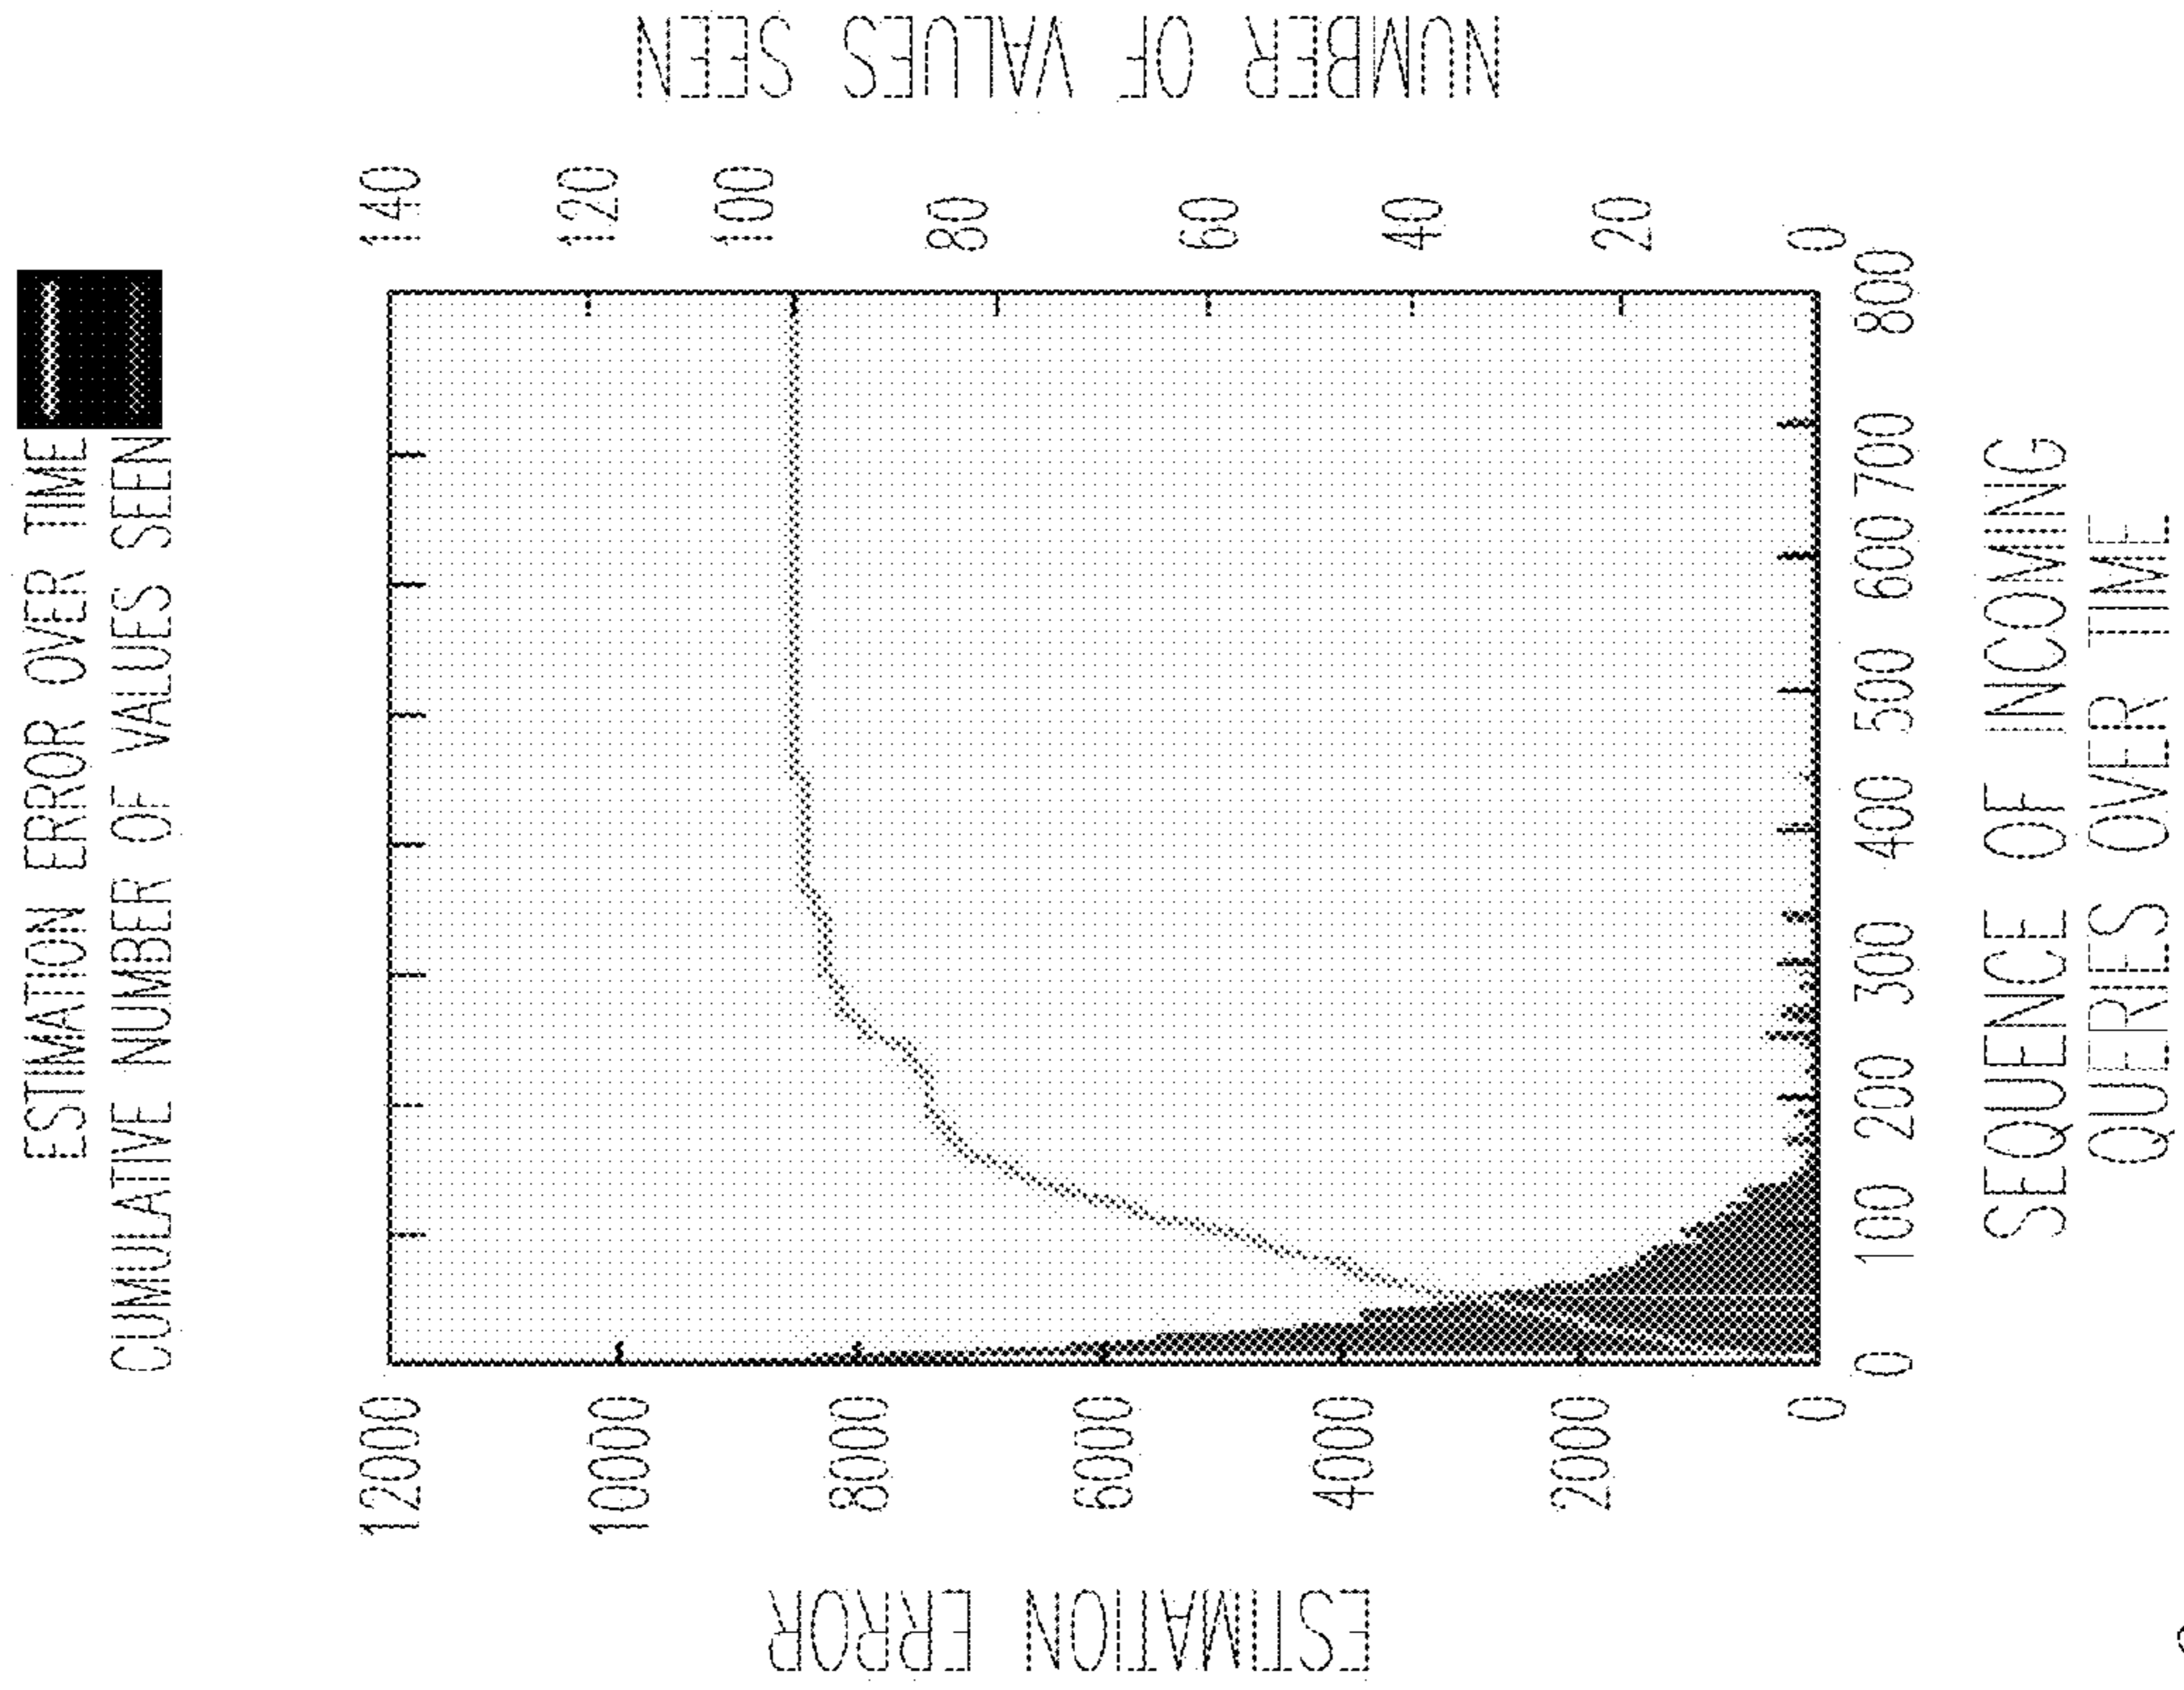 ESTIMATION ERROR OVER TIME
CUMULATIVE NUMBER OF VALUES SEEN
ESTIMATION ERROR
12000
10000
8000
6000
4000
2000
0
140
120
100
80
60
40
20
0
NUMBER OF VALUES SEEN
0 100 200 300 400 500 600 700 800
SEQUENCE OF INCOMING
QUERIES OVER TIME